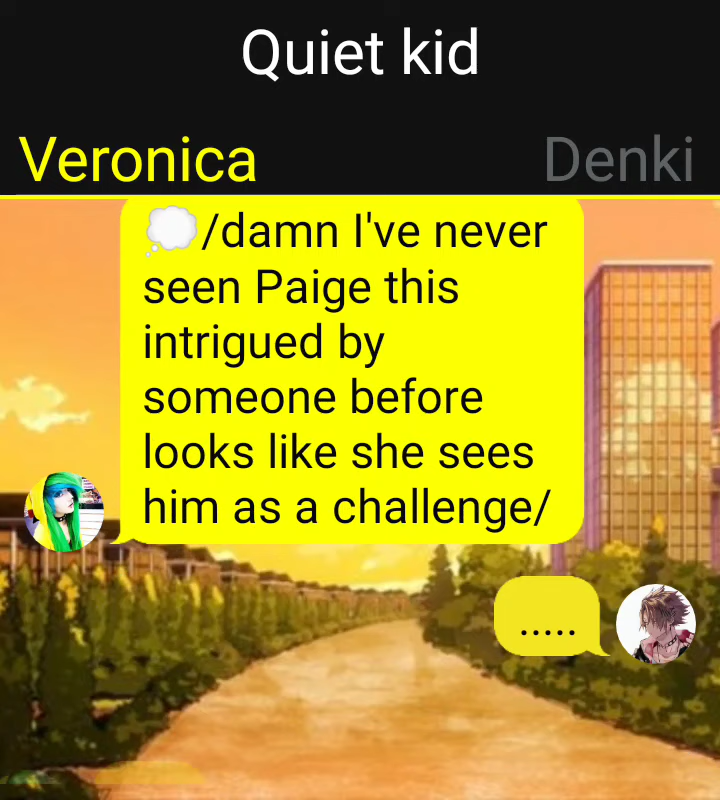 Quiet kid
Veronica
Denki
💭/damn I've never
seen Paige this
intrigued by
someone before
looks like she sees
him as a challenge/
.....